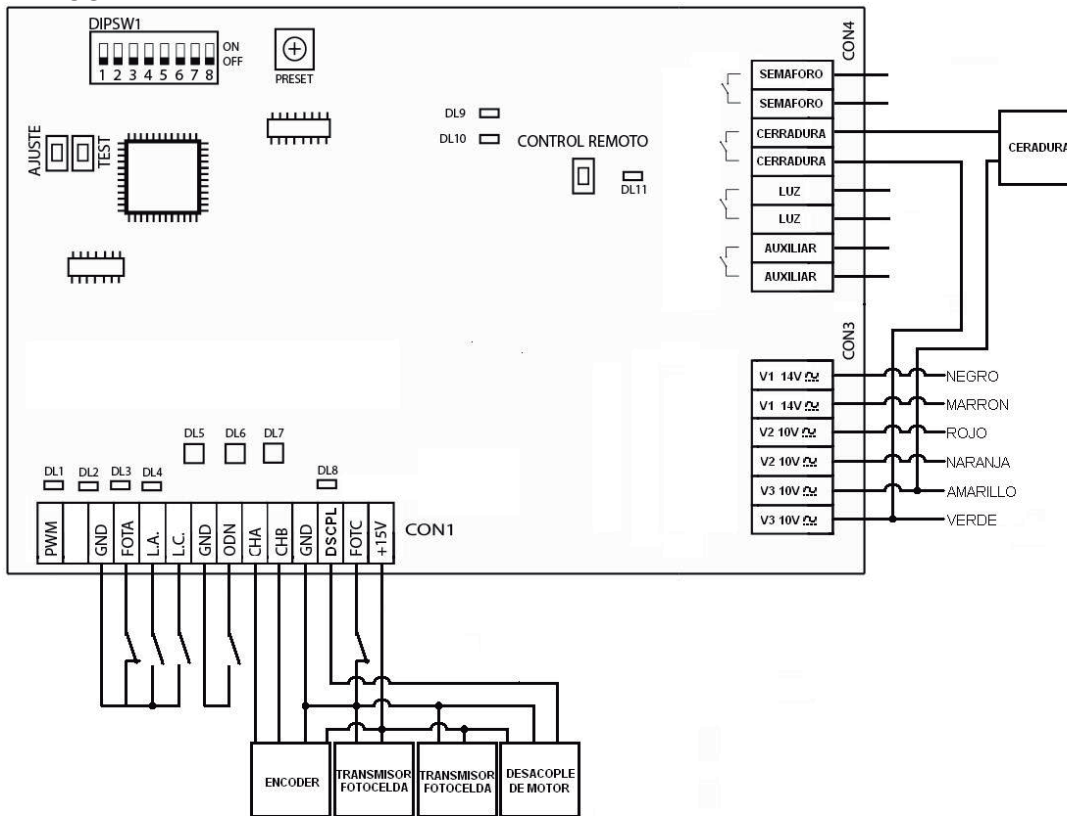 DIPSW1
ON
OFF
1 2 3 4 5 6 7 8
PRESET
AJUSTE
TEST
DL9
DL10
CONTROL REMOTO
DL11
CON4
SEMAFORO
SEMAFORO
CERRADURA
CERRADURA
LUZ
LUZ
AUXILIAR
AUXILIAR
CERADURA
CON3
V1 14V
NEGRO
V1 14V
MARRON
V2 10V
ROJO
V2 10V
NARANJA
V3 10V
AMARILLO
V3 10V
VERDE
DL1
DL2
DL3
DL4
DL5
DL6
DL7
DL8
PWM
GND
FOTA
L.A.
L.C.
GND
ODN
CHA
CHB
GND
DSCPL
FOTC
+15V
CON1
ENCODER
TRANSMISOR
FOTOCELDA
TRANSMISOR
FOTOCELDA
DESACOPLE
DE MOTOR